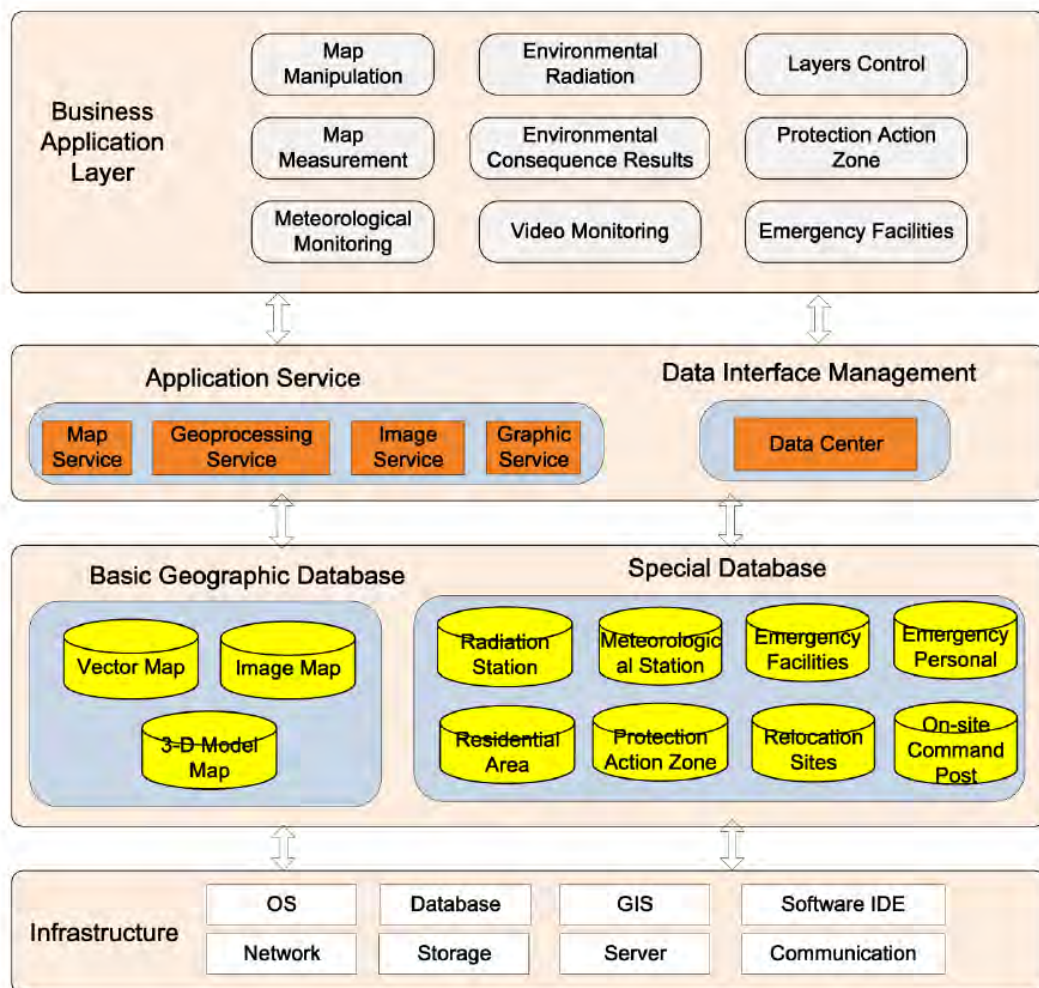 Business
Application
Layer
Map
Manipulation
Environmental
Radiation
Layers Control
Map
Measurement
Environmental
Consequence Results
Protection Action
Zone
Meteorological
Monitoring
Video Monitoring
Emergency Facilities
Application Service
Data Interface Management
Map
Service
Geoprocessing
Service
Image
Service
Graphic
Service
Data Center
Basic Geographic Database
Special Database
Vector Map
Image Map
3-D Model
Map
Radiation
Station
Meteorologic
al Station
Emergency
Facilities
Emergency
Personal
Residential
Area
Protection
Action Zone
Relocation
Sites
On-site
Command
Post
Infrastructure
OS
Database
GIS
Software IDE
Network
Storage
Server
Communication